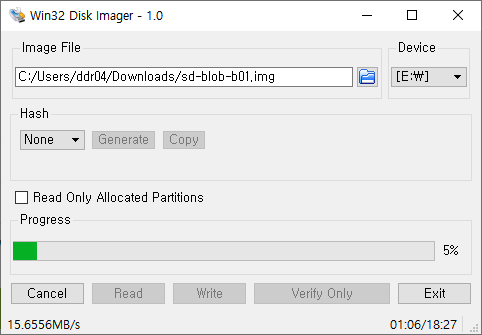 Win32 Disk Imager - 1.0
Image File
Device
C:/Users/ddr04/Downloads/sd-blob-b01.img
[E:₩]
Hash
None
Generate
Copy
Read Only Allocated Partitions
Progress
5%
Cancel
Read
Write
Verify Only
Exit
15.6556MB/s
01:06/18:27